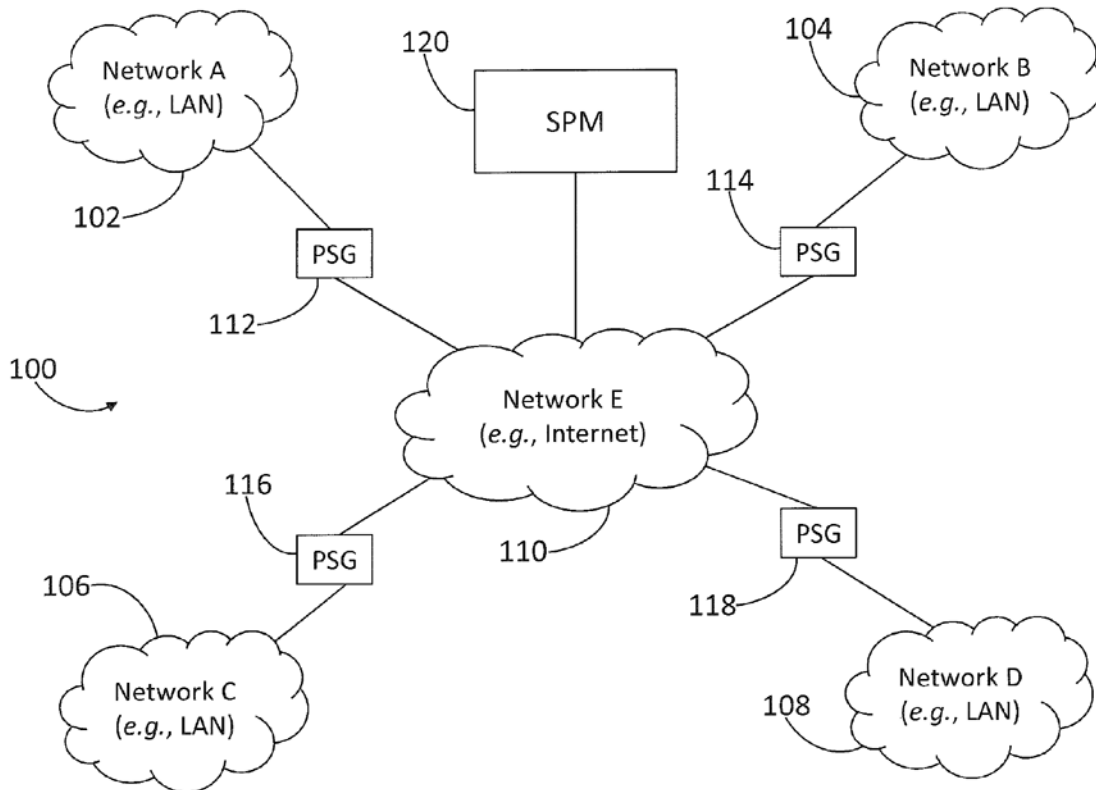 120
104
Network A
(e.g., LAN)
SPM
Network B
(e.g., LAN)
102
114
PSG
PSG
112
100
Network E
(e.g., Internet)
116
PSG
110
PSG
106
118
Network C
(e.g., LAN)
Network D
(e.g., LAN)
108